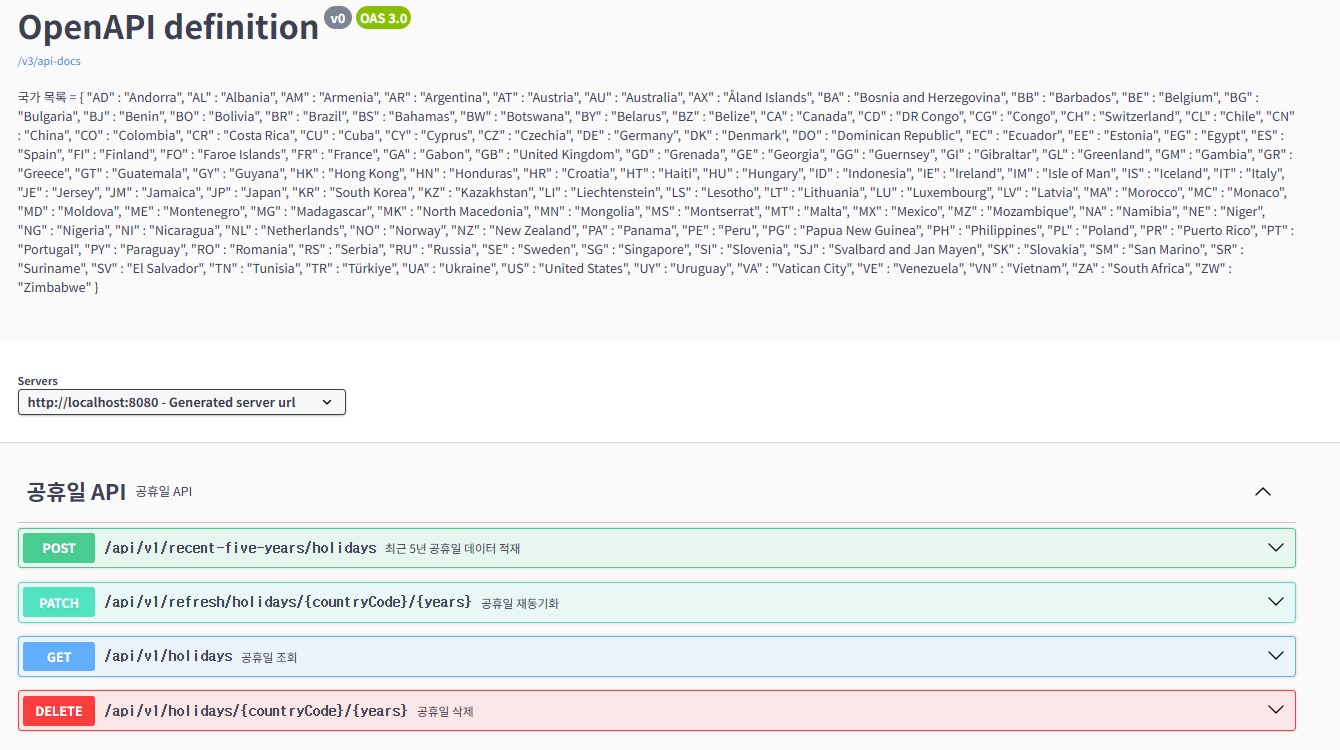 OpenAPI definition v0 OAS 3.0
/v3/api-docs
국가 목록 = { "AD" : "Andorra", "AL" : "Albania", "AM" : "Armenia", "AR" : "Argentina", "AT" : "Austria", "AU" : "Australia", "AX" : "Åland Islands", "BA" : "Bosnia and Herzegovina", "BB" : "Barbados", "BE" : "Belgium", "BG" :
"Bulgaria", "BJ" : "Benin", "BO" : "Bolivia", "BR" : "Brazil", "BS" : "Bahamas", "BW" : "Botswana", "BY" : "Belarus", "BZ" : "Belize", "CA" : "Canada", "CD" : "DR Congo", "CG" : "Congo", "CH" : "Switzerland", "CL" : "Chile", "CN"
: "China", "CO" : "Colombia", "CR" : "Costa Rica", "CU" : "Cuba", "CY" : "Cyprus", "CZ" : "Czechia", "DE" : "Germany", "DK" : "Denmark", "DO" : "Dominican Republic", "EC" : "Ecuador", "EE" : "Estonia", "EG" : "Egypt", "ES" :
"Spain", "FI" : "Finland", "FO" : "Faroe Islands", "FR" : "France", "GA" : "Gabon", "GB" : "United Kingdom", "GD" : "Grenada", "GE" : "Georgia", "GG" : "Guernsey", "GI" : "Gibraltar", "GL" : "Greenland", "GM" : "Gambia", "GR" :
"Greece", "GT" : "Guatemala", "GY" : "Guyana", "HK" : "Hong Kong", "HN" : "Honduras", "HR" : "Croatia", "HT" : "Haiti", "HU" : "Hungary", "ID" : "Indonesia", "IE" : "Ireland", "IM" : "Isle of Man", "IS" : "Iceland", "IT" : "Italy",
"JE" : "Jersey", "JM" : "Jamaica", "JP" : "Japan", "KR" : "South Korea", "KZ" : "Kazakhstan", "LI" : "Liechtenstein", "LS" : "Lesotho", "LT" : "Lithuania", "LU" : "Luxembourg", "LV" : "Latvia", "MA" : "Morocco", "MC" : "Monaco",
"MD" : "Moldova", "ME" : "Montenegro", "MG" : "Madagascar", "MK" : "North Macedonia", "MN" : "Mongolia", "MS" : "Montserrat", "MT" : "Malta", "MX" : "Mexico", "MZ" : "Mozambique", "NA" : "Namibia", "NE" : "Niger",
"NG" : "Nigeria", "NI" : "Nicaragua", "NL" : "Netherlands", "NO" : "Norway", "NZ" : "New Zealand", "PA" : "Panama", "PE" : "Peru", "PG" : "Papua New Guinea", "PH" : "Philippines", "PL" : "Poland", "PR" : "Puerto Rico", "PT" :
"Portugal", "PY" : "Paraguay", "RO" : "Romania", "RS" : "Serbia", "RU" : "Russia", "SE" : "Sweden", "SG" : "Singapore", "SI" : "Slovenia", "SJ" : "Svalbard and Jan Mayen", "SK" : "Slovakia", "SM" : "San Marino", "SR" :
"Suriname", "SV" : "El Salvador", "TN" : "Tunisia", "TR" : "Türkiye", "UA" : "Ukraine", "US" : "United States", "UY" : "Uruguay", "VA" : "Vatican City", "VE" : "Venezuela", "VN" : "Vietnam", "ZA" : "South Africa", "ZW" :
"Zimbabwe" }
Servers
http://localhost:8080 - Generated server url
공휴일 API 공휴일 API
POST /api/v1/recent-five-years/holidays 최근 5년 공휴일 데이터 적재
PATCH /api/v1/refresh/holidays/{countryCode}/{years} 공휴일 재동기화
GET /api/v1/holidays 공휴일 조회
DELETE /api/v1/holidays/{countryCode}/{years} 공휴일 삭제